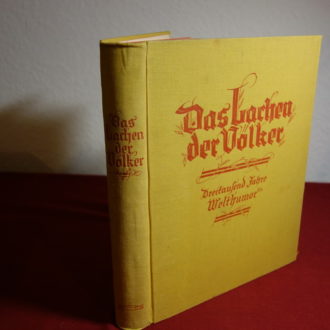 Das
Lachen
der
Völker
Das Lachen
der Völker
Dreitausend Jahre
Welthumor